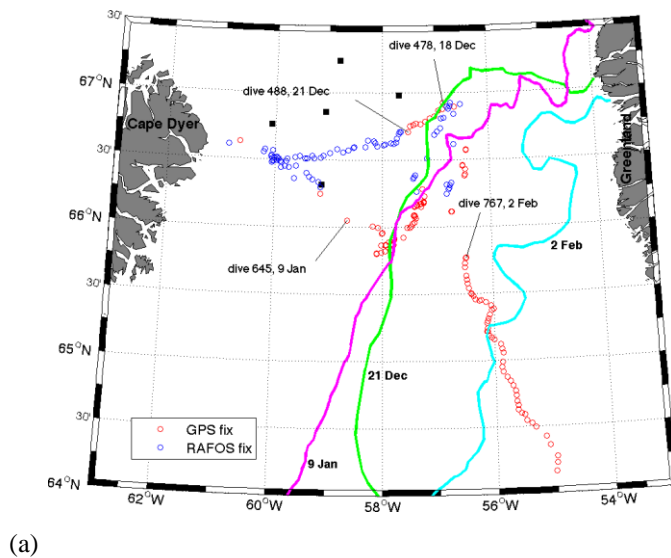 30'
67°N
30'
66°N
30'
65°N
30'
64°N
62°W
60°W
58°W
56°W
54°W
Cape Dyer
Greenland
dive 478, 18 Dec
dive 488, 21 Dec
dive 767, 2 Feb
dive 645, 9 Jan
2 Feb
21 Dec
9 Jan
GPS fix
RAFOS fix
(a)